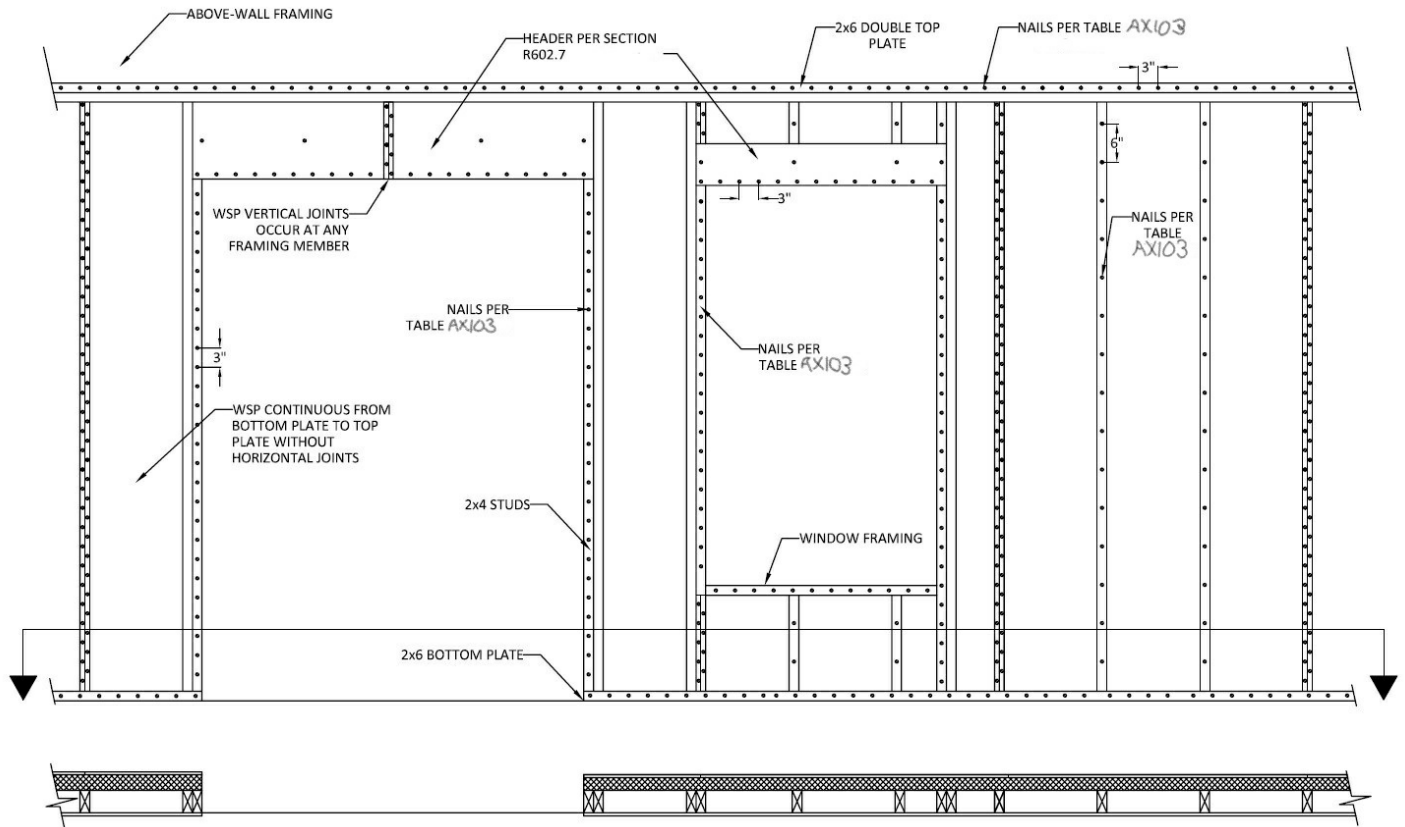 ABOVE-WALL FRAMING
HEADER PER SECTION
R602.7
2x6 DOUBLE TOP
PLATE
NAILS PER TABLE AX103
3"
6"
3"
WSP VERTICAL JOINTS
OCCUR AT ANY
FRAMING MEMBER
NAILS PER
TABLE
AX103
NAILS PER
TABLE AX103
3"
NAILS PER
TABLE AX103
WSP CONTINUOUS FROM
BOTTOM PLATE TO TOP
PLATE WITHOUT
HORIZONTAL JOINTS
2x4 STUDS
WINDOW FRAMING
2x6 BOTTOM PLATE